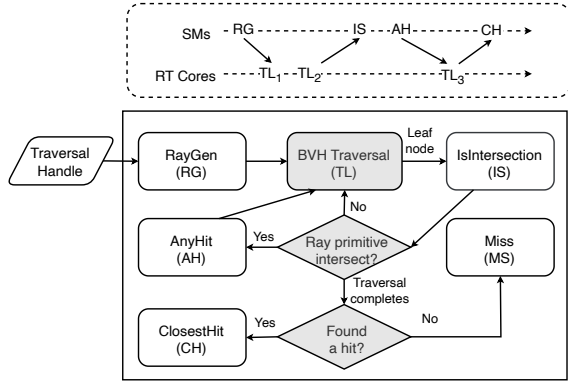 SMs RG IS AH CH
RT Cores TL1 TL2 TL3
Traversal
Handle
RayGen
(RG)
BVH Traversal
(TL)
Leaf
node
IsIntersection
(IS)
No
AnyHit
(AH)
Yes
Ray primitive
intersect?
Miss
(MS)
Traversal
completes
ClosestHit
(CH)
Yes
Found
a hit?
No